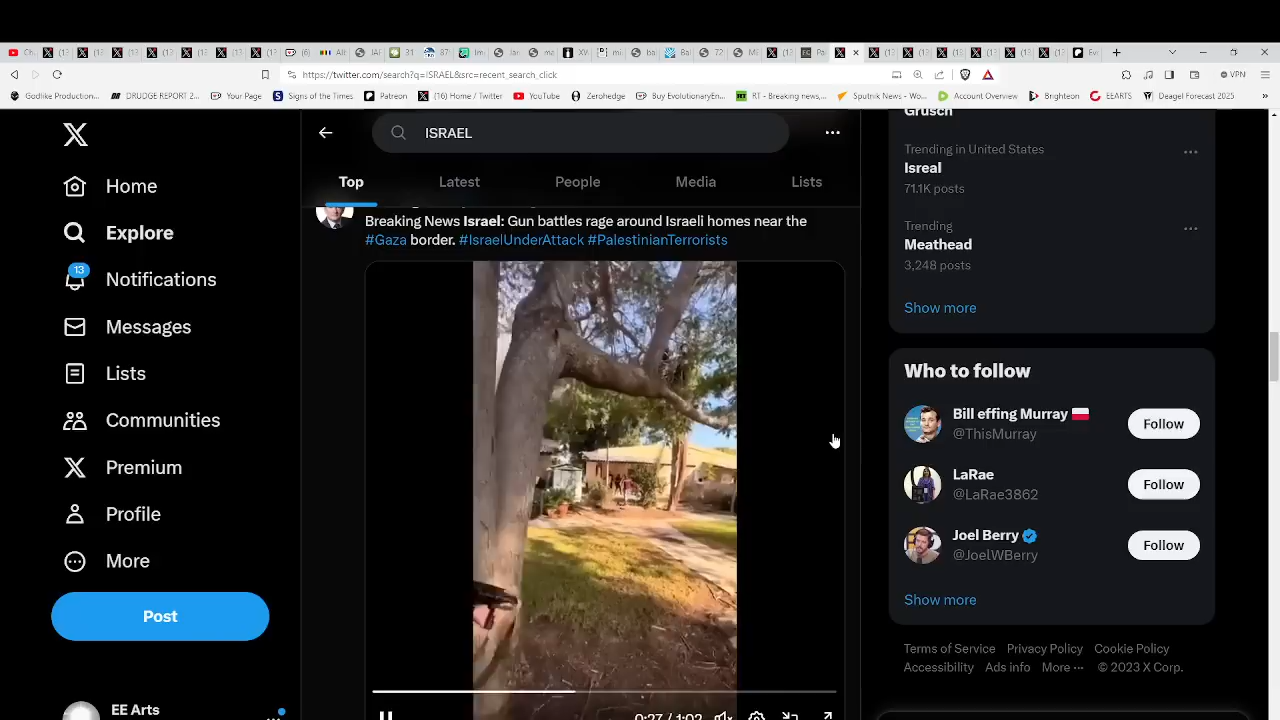 https://twitter.com/search?q=ISRAEL&src=recent_search_click
VPN
Godlike Production...
DRUDGE REPORT 2...
Your Page
Signs of the Times
Patreon
(16) Home / Twitter
YouTube
Zerohedge
Buy EvolutionaryEn...
RT - Breaking news,...
Sputnik News - Wo...
Account Overview
Brighteon
EEARTS
Deagel Forecast 2025
ISRAEL
Top
Latest
People
Media
Lists
Home
Explore
13
Notifications
Messages
Lists
Communities
Premium
Profile
More
Post
EE Arts
Breaking News Israel: Gun battles rage around Israeli homes near the
#Gaza border. #IsraelUnderAttack #PalestinianTerrorists
0:27 / 1:02
Grusch
Trending in United States
Isreal
71.1K posts
Trending
Meathead
3,248 posts
Show more
Who to follow
Bill effing Murray
@ThisMurray
Follow
LaRae
@LaRae3862
Follow
Joel Berry
@JoelWBerry
Follow
Show more
Terms of Service Privacy Policy Cookie Policy
Accessibility Ads info More ··· © 2023 X Corp.